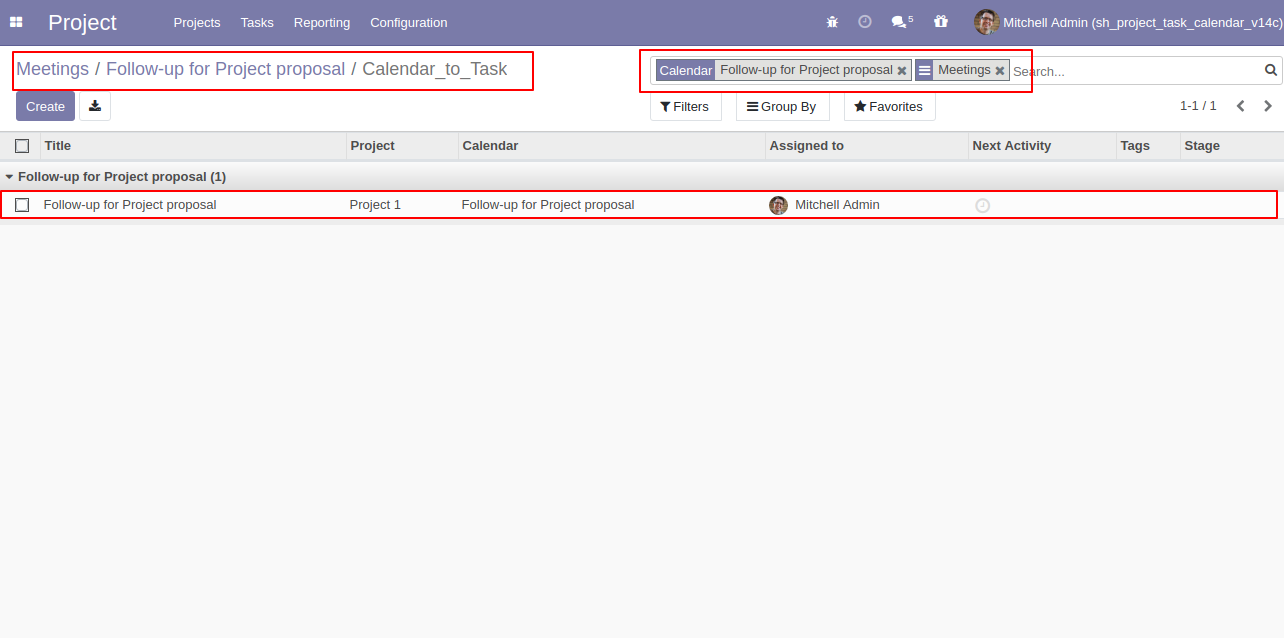 Project Projects Tasks Reporting Configuration 5 Mitchell Admin (sh_project_task_calendar_v14c)
Meetings / Follow-up for Project proposal / Calendar_to_Task
Calendar Follow-up for Project proposal Meetings Search...
Create Filters Group By Favorites 1-1 / 1
Title Project Calendar Assigned to Next Activity Tags Stage
Follow-up for Project proposal (1)
Follow-up for Project proposal Project 1 Follow-up for Project proposal Mitchell Admin